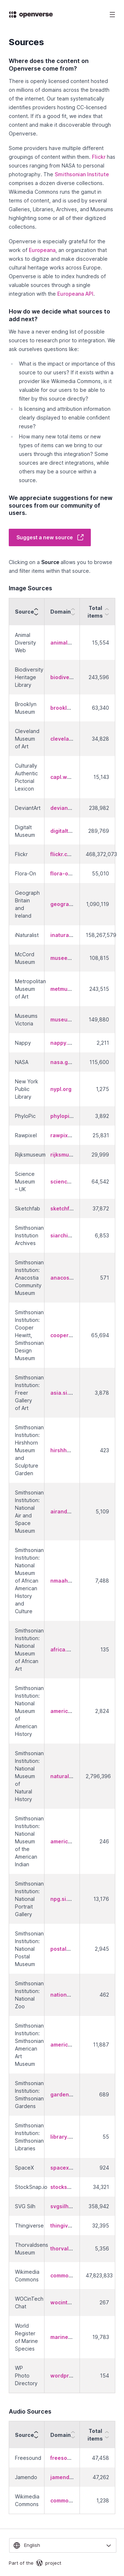 openverse
Sources
Where does the content on
Openverse come from?
There is openly licensed content hosted
on millions of domains across the breadth
of the internet. Our team systematically
identifies providers hosting CC-licensed
content. If it's a good fit, we index that
content and make it discoverable through
Openverse.
Some providers have multiple different
groupings of content within them. Flickr has
sources ranging from NASA to personal
photography. The Smithsonian Institute
comprises a dozen, separate collections.
Wikimedia Commons runs the gamut in
terms of content, and is used by several
Galleries, Libraries, Archives, and Museums
highlighting some or all of their digitized
collections.
Openverse is especially grateful for the
work of Europeana, an organization that
works to digitize and make discoverable
cultural heritage works across Europe.
Openverse is able to index hundreds of
valuable sources through a single
integration with the Europeana API.
How do we decide what sources to
add next?
We have a never ending list of possible
sources to research prior to integration. We
ask ourselves questions like:
What is the impact or importance of this
source to our users? If it exists within a
provider like Wikimedia Commons, is it
valuable for our users to be able to filter
by this source directly?
Is licensing and attribution information
clearly displayed to enable confident
reuse?
How many new total items or new
types of items can we bring to our
users through this integration? Some
sources are direct integrations, while
others may be a source within a
source.
We appreciate suggestions for new
sources from our community of
users.
Suggest a new source
Clicking on a Source allows you to browse
and filter items within that source.
Image Sources
Source Domain Total items
Animal Diversity Web animal... 15,554
Biodiversity Heritage Library biodive... 243,596
Brooklyn Museum brookl... 63,340
Cleveland Museum of Art clevela... 34,826
Culturally Authentic Pictorial Lexicon capl.w... 15,143
DeviantArt devian... 238,962
Digitalt Museum digitalt... 289,769
Flickr flickr.c... 468,372,073
Flora-On flora-o... 55,010
Geograph Britain and Ireland geogra... 1,090,119
iNaturalist inatura... 158,267,579
McCord Museum musee... 108,815
Metropolitan Museum of Art metmu... 243,515
Museums Victoria museu... 149,880
Nappy nappy.... 2,211
NASA nasa.g... 115,600
New York Public Library nypl.org 1,275
PhyloPic phylopi... 3,892
Rawpixel rawpix... 25,831
Rijksmuseum rijksmu... 29,999
Science Museum – UK scienc... 64,542
Sketchfab sketchf... 37,872
Smithsonian Institution Archives siarchi... 6,853
Smithsonian Institution: Anacostia Community Museum anacos... 571
Smithsonian Institution: Cooper Hewitt, Smithsonian Design Museum cooper... 65,694
Smithsonian Institution: Freer Gallery of Art asia.si.... 3,678
Smithsonian Institution: Hirshhorn Museum and Sculpture Garden hirshh... 423
Smithsonian Institution: National Air and Space Museum airand... 5,109
Smithsonian Institution: National Museum of African American History and Culture nmaah... 7,488
Smithsonian Institution: National Museum of African Art africa.... 135
Smithsonian Institution: National Museum of American History americ... 2,824
Smithsonian Institution: National Museum of Natural History natural... 2,796,396
Smithsonian Institution: National Museum of the American Indian americ... 246
Smithsonian Institution: National Portrait Gallery npg.si.... 13,176
Smithsonian Institution: National Postal Museum postal... 2,945
Smithsonian Institution: National Zoo nation... 462
Smithsonian Institution: Smithsonian American Art Museum americ... 11,887
Smithsonian Institution: Smithsonian Gardens garden... 689
Smithsonian Institution: Smithsonian Libraries library.... 55
SpaceX spacex... 924
StockSnap.io stocks... 34,321
SVG Silh svgsilh... 358,942
Thingiverse thingiv... 32,395
Thorvaldsens Museum thorval... 5,356
Wikimedia Commons commo... 47,823,833
WOCinTech Chat wocint... 267
World Register of Marine Species marine... 19,783
WP Photo Directory wordpr... 154
Audio Sources
Source Domain Total items
Freesound freeso... 47,458
Jamendo jamend... 47,262
Wikimedia Commons commo... 1,238
English
Part of the project